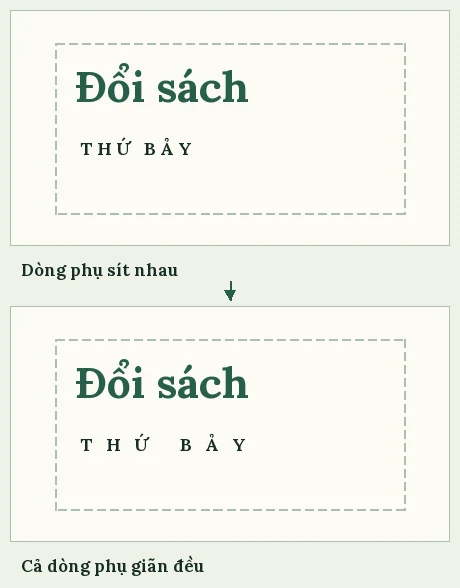 Đổi sách
THỨ BẢY
Dòng phụ sít nhau
Đổi sách
THỨ BẢY
Cả dòng phụ giãn đều